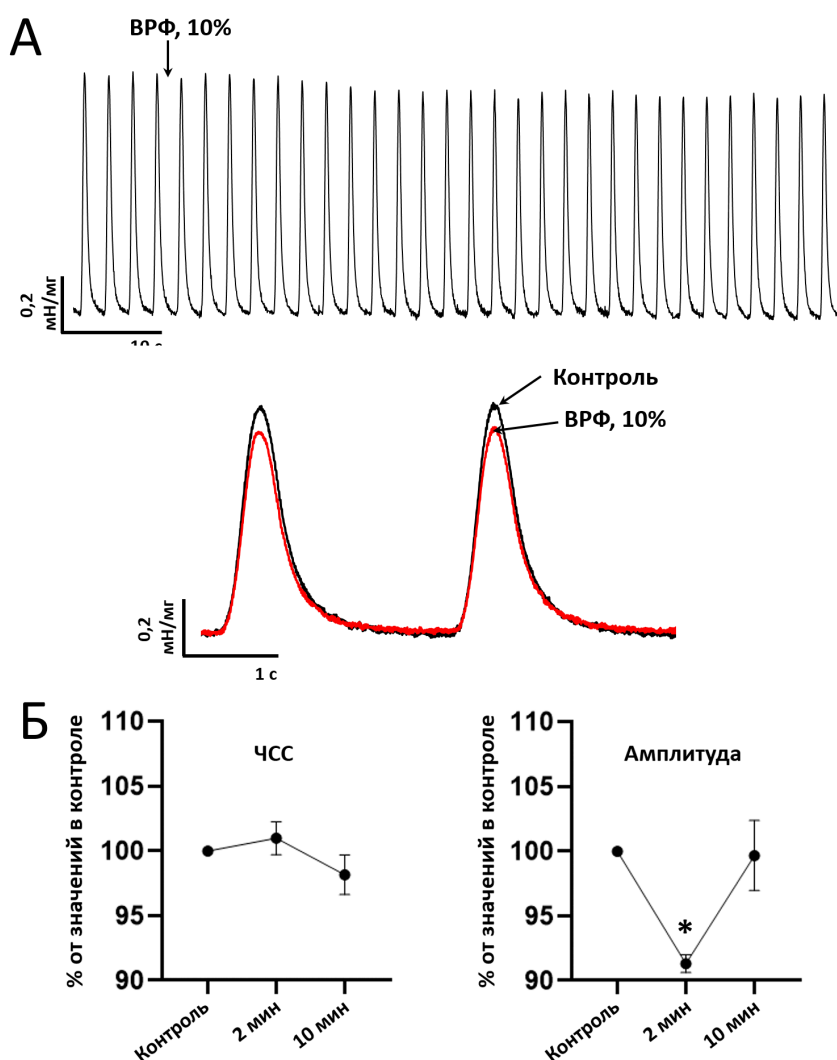 А
ВРФ, 10%
0,2
мН/мг
Контроль
ВРФ, 10%
0,2
мН/мг
1 с
Б
% от значений в контроле
110
105
100
95
90
ЧСС
Контроль
2 мин
10 мин
% от значений в контроле
110
105
100
95
90
Амплитуда
*
Контроль
2 мин
10 мин